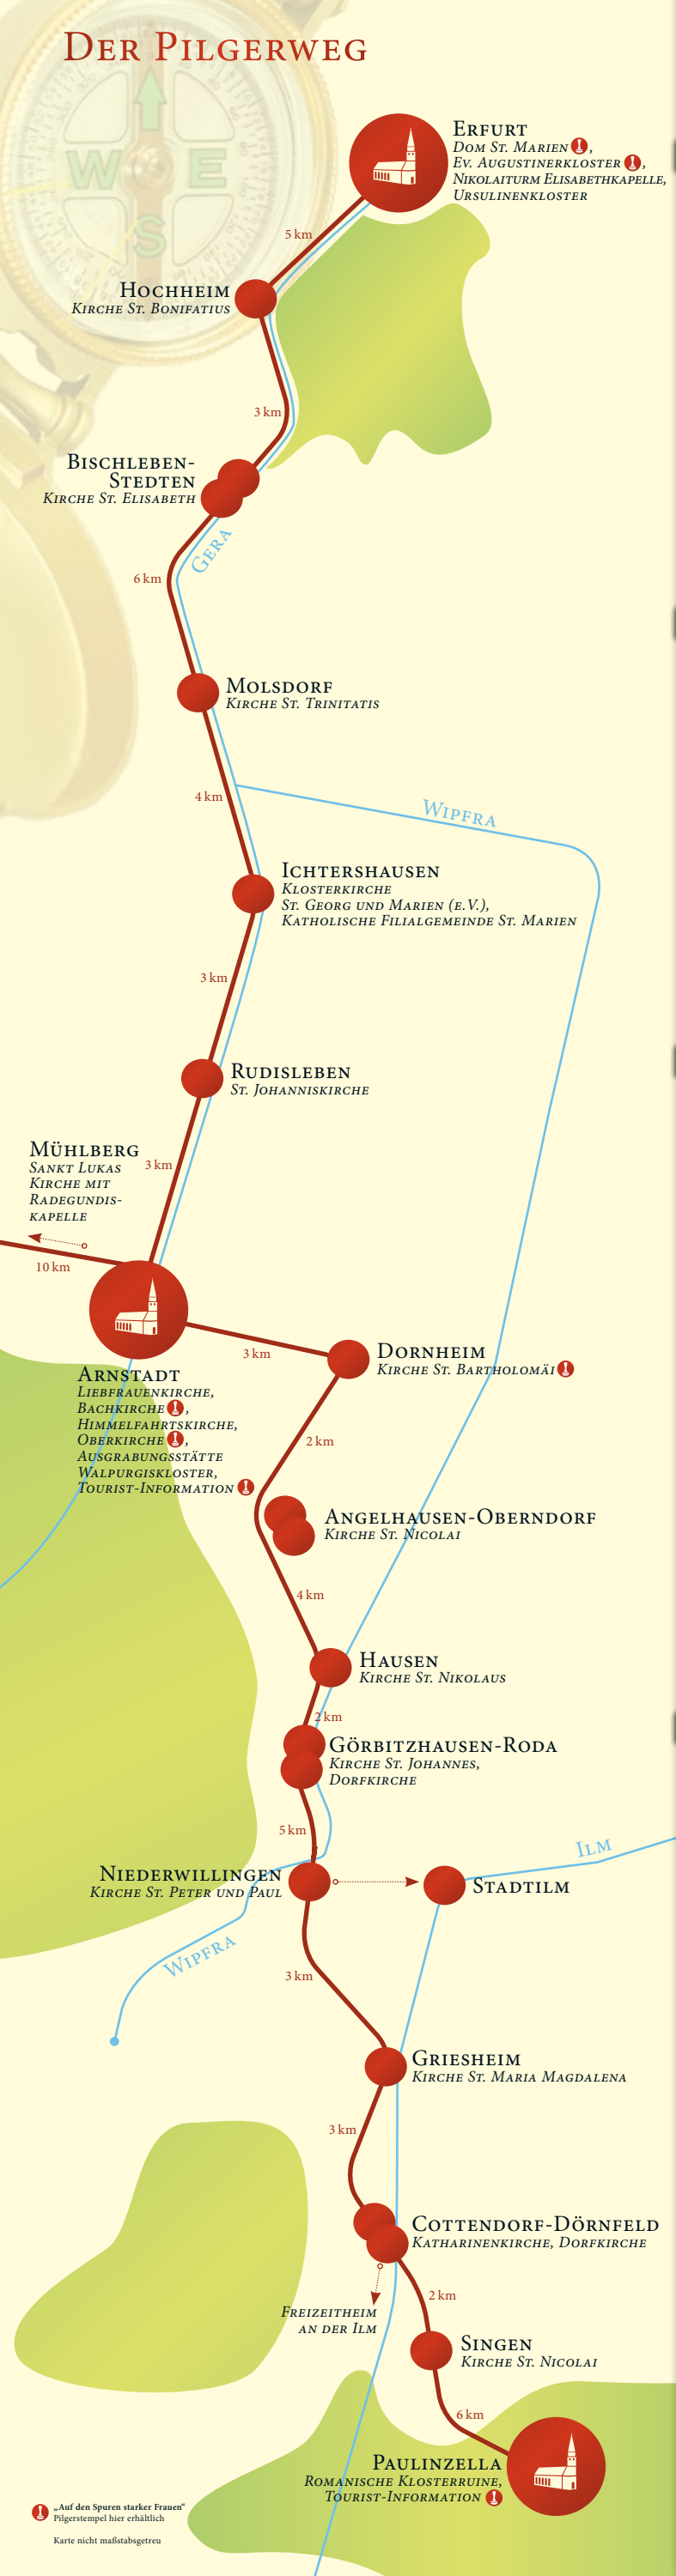 Der Pilgerweg
W
E
S
Erfurt
Dom St. Marien,
Ev. Augustinerkloster,
Nikolaiturm Elisabethkapelle,
Ursulinenkloster
5 km
Hochheim
Kirche St. Bonifatius
3 km
Bischleben-
Stedten
Kirche St. Elisabeth
Gera
6 km
Molsdorf
Kirche St. Trinitatis
4 km
Wipfra
Ichtershausen
Klosterkirche
St. Georg und Marien (e.V.),
Katholische Filialgemeinde St. Marien
3 km
Rudisleben
St. Johanniskirche
Mühlberg
Sankt Lukas
Kirche mit
Radegundis-
kapelle
3 km
10 km
3 km
Dornheim
Kirche St. Bartholomäi
Arnstadt
Liebfrauenkirche,
Bachkirche,
Himmelfahrtskirche,
Oberkirche,
Ausgrabungsstätte
Walpurgiskloster,
Tourist-Information
2 km
Angelhausen-Oberndorf
Kirche St. Nicolai
4 km
Hausen
Kirche St. Nikolaus
2 km
Görbitzhausen-Roda
Kirche St. Johannes,
Dorfkirche
5 km
Ilm
Niederwillingen
Kirche St. Peter und Paul
Stadtilm
Wipfra
3 km
Griesheim
Kirche St. Maria Magdalena
3 km
Cottendorf-Dörnfeld
Katharinenkirche, Dorfkirche
2 km
Freizeitheim
an der Ilm
Singen
Kirche St. Nicolai
6 km
Paulinzella
Romanische Klosterruine,
Tourist-Information
„Auf den Spuren starker Frauen“
Pilgerstempel hier erhältlich
Karte nicht maßstabsgetreu